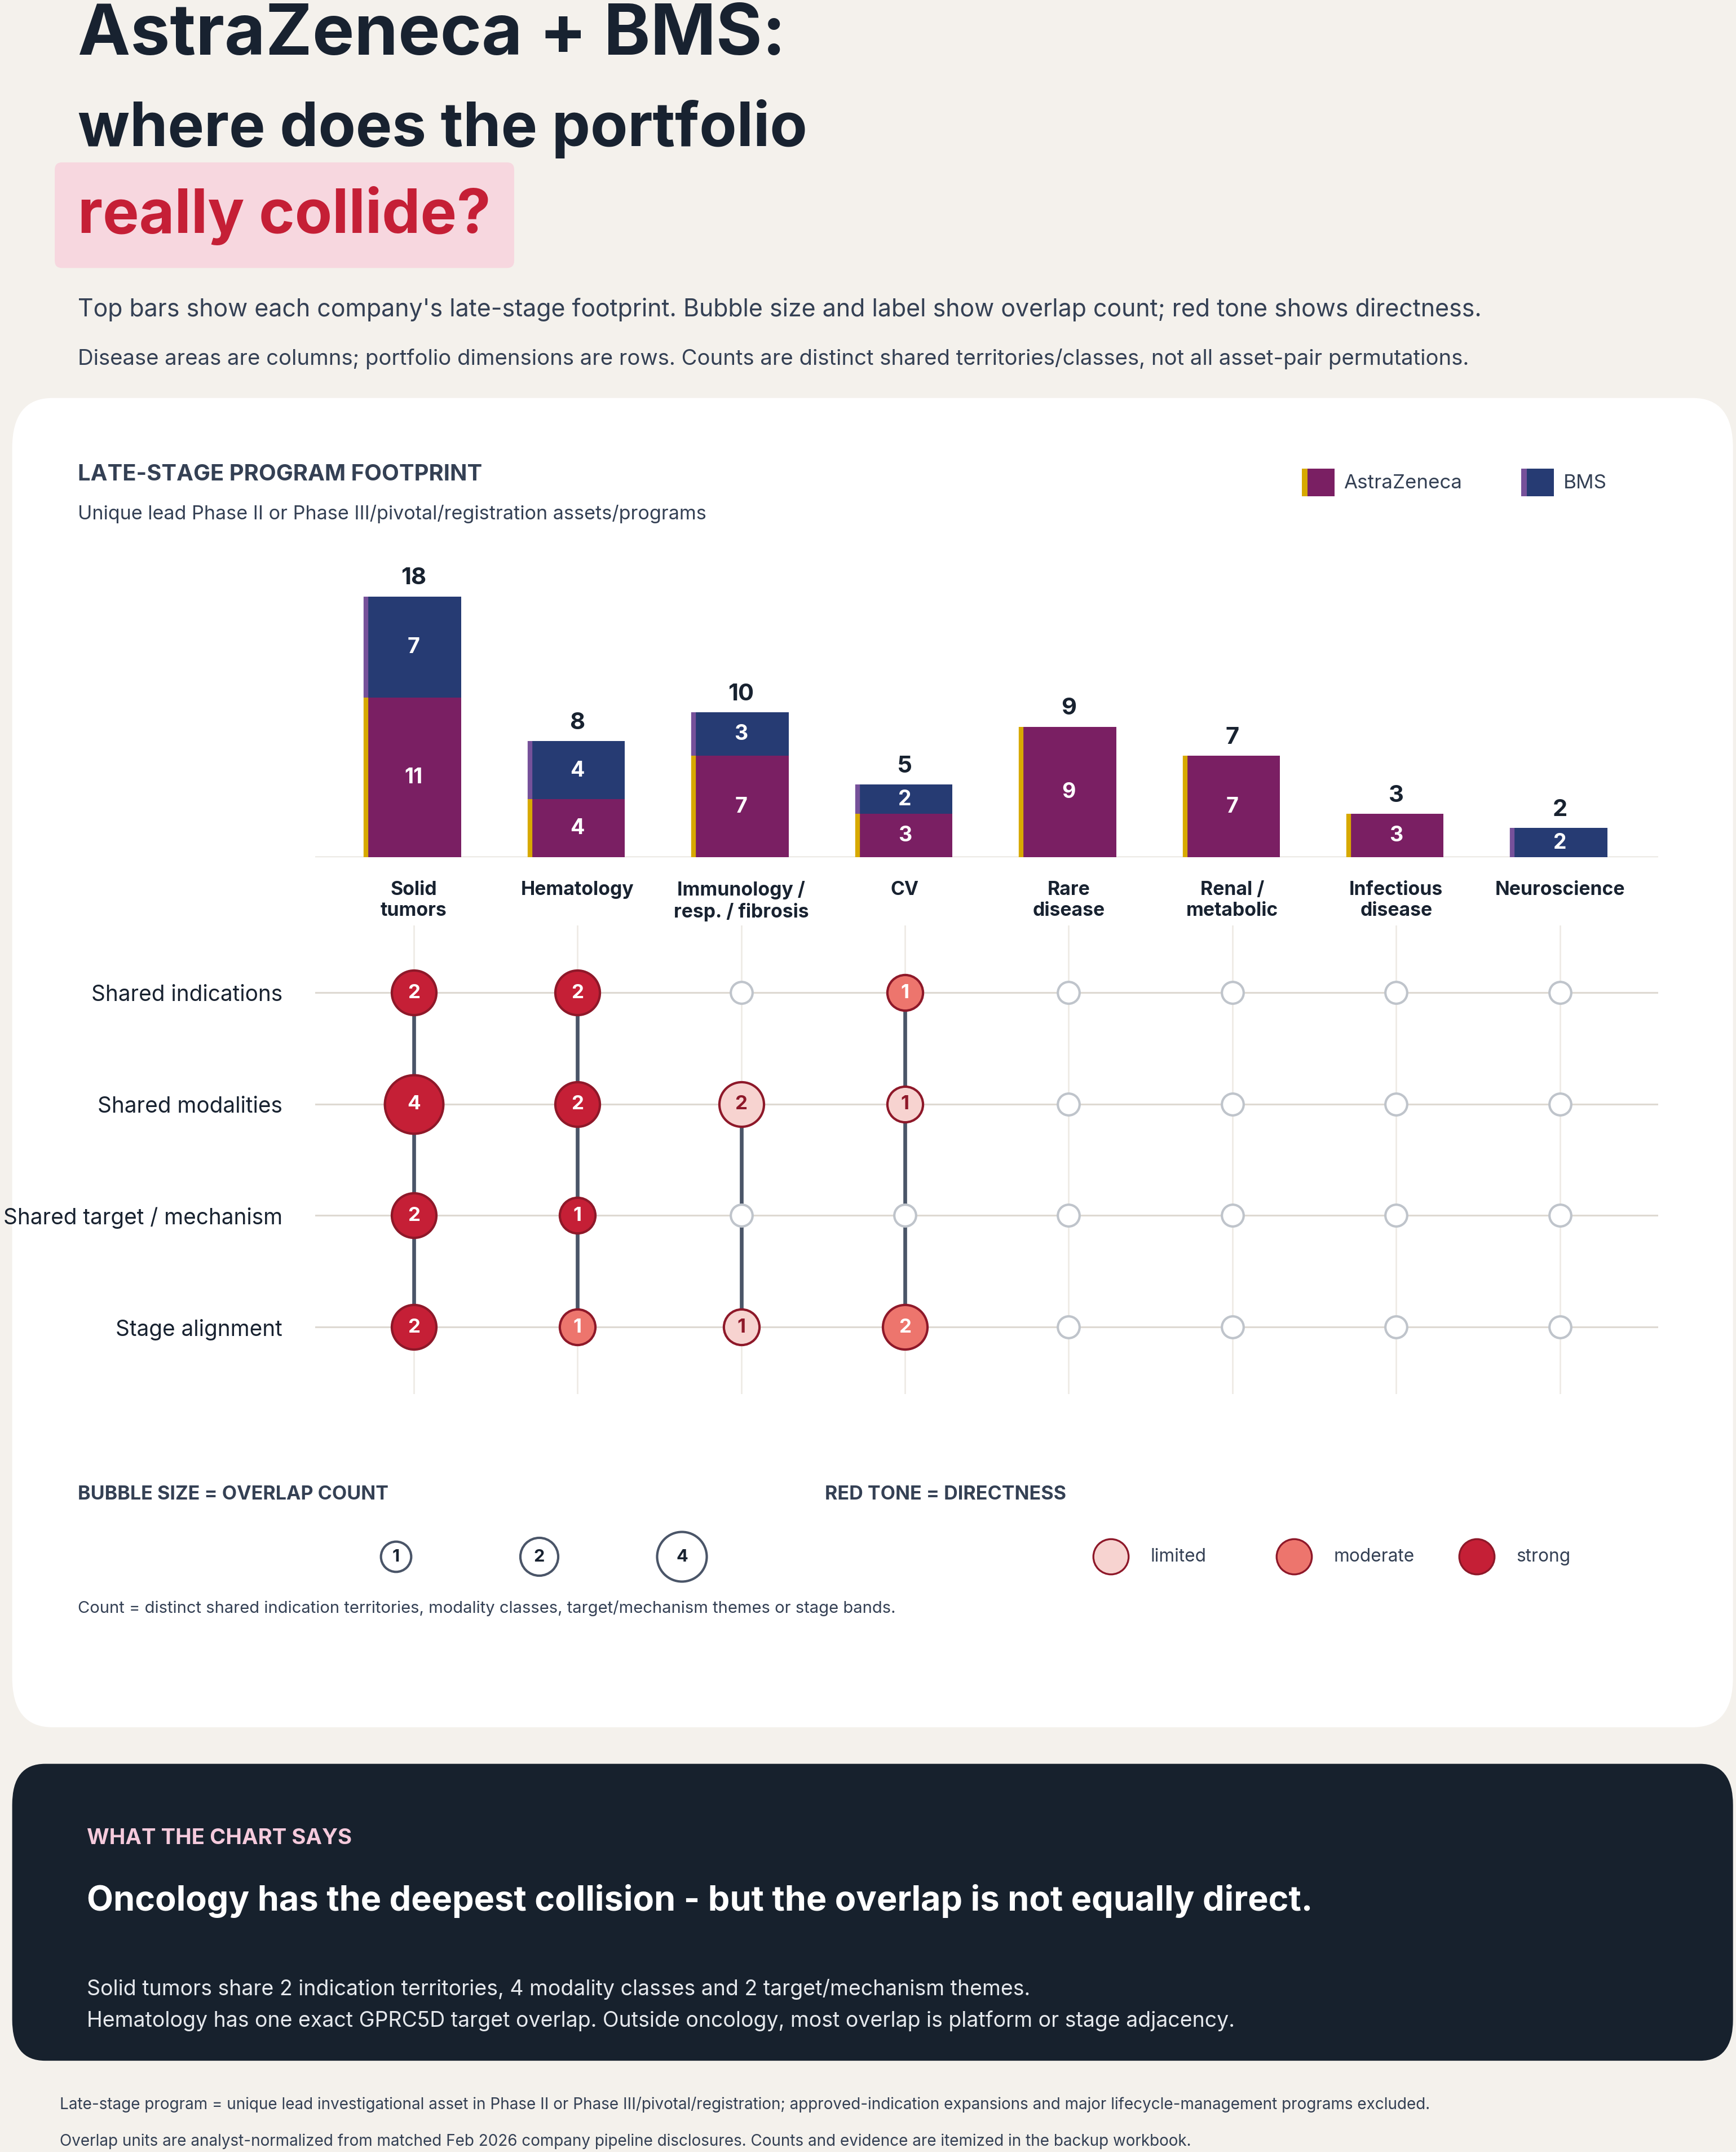 AstraZeneca + BMS:
where does the portfolio
really collide?
Top bars show each company's late-stage footprint. Bubble size and label show overlap count; red tone shows directness.
Disease areas are columns; portfolio dimensions are rows. Counts are distinct shared territories/classes, not all asset-pair permutations.
LATE-STAGE PROGRAM FOOTPRINT
Unique lead Phase II or Phase III/pivotal/registration assets/programs
AstraZeneca
BMS
18
7
11
8
4
4
10
3
7
5
2
3
9
9
7
7
3
3
2
2
Solid
tumors
Hematology
Immunology /
resp. / fibrosis
CV
Rare
disease
Renal /
metabolic
Infectious
disease
Neuroscience
Shared indications
2
2
1
Shared modalities
4
2
2
1
Shared target / mechanism
2
1
Stage alignment
2
1
1
2
BUBBLE SIZE = OVERLAP COUNT
1
2
4
Count = distinct shared indication territories, modality classes, target/mechanism themes or stage bands.
RED TONE = DIRECTNESS
limited
moderate
strong
WHAT THE CHART SAYS
Oncology has the deepest collision - but the overlap is not equally direct.
Solid tumors share 2 indication territories, 4 modality classes and 2 target/mechanism themes.
Hematology has one exact GPRC5D target overlap. Outside oncology, most overlap is platform or stage adjacency.
Late-stage program = unique lead investigational asset in Phase II or Phase III/pivotal/registration; approved-indication expansions and major lifecycle-management programs excluded.
Overlap units are analyst-normalized from matched Feb 2026 company pipeline disclosures. Counts and evidence are itemized in the backup workbook.